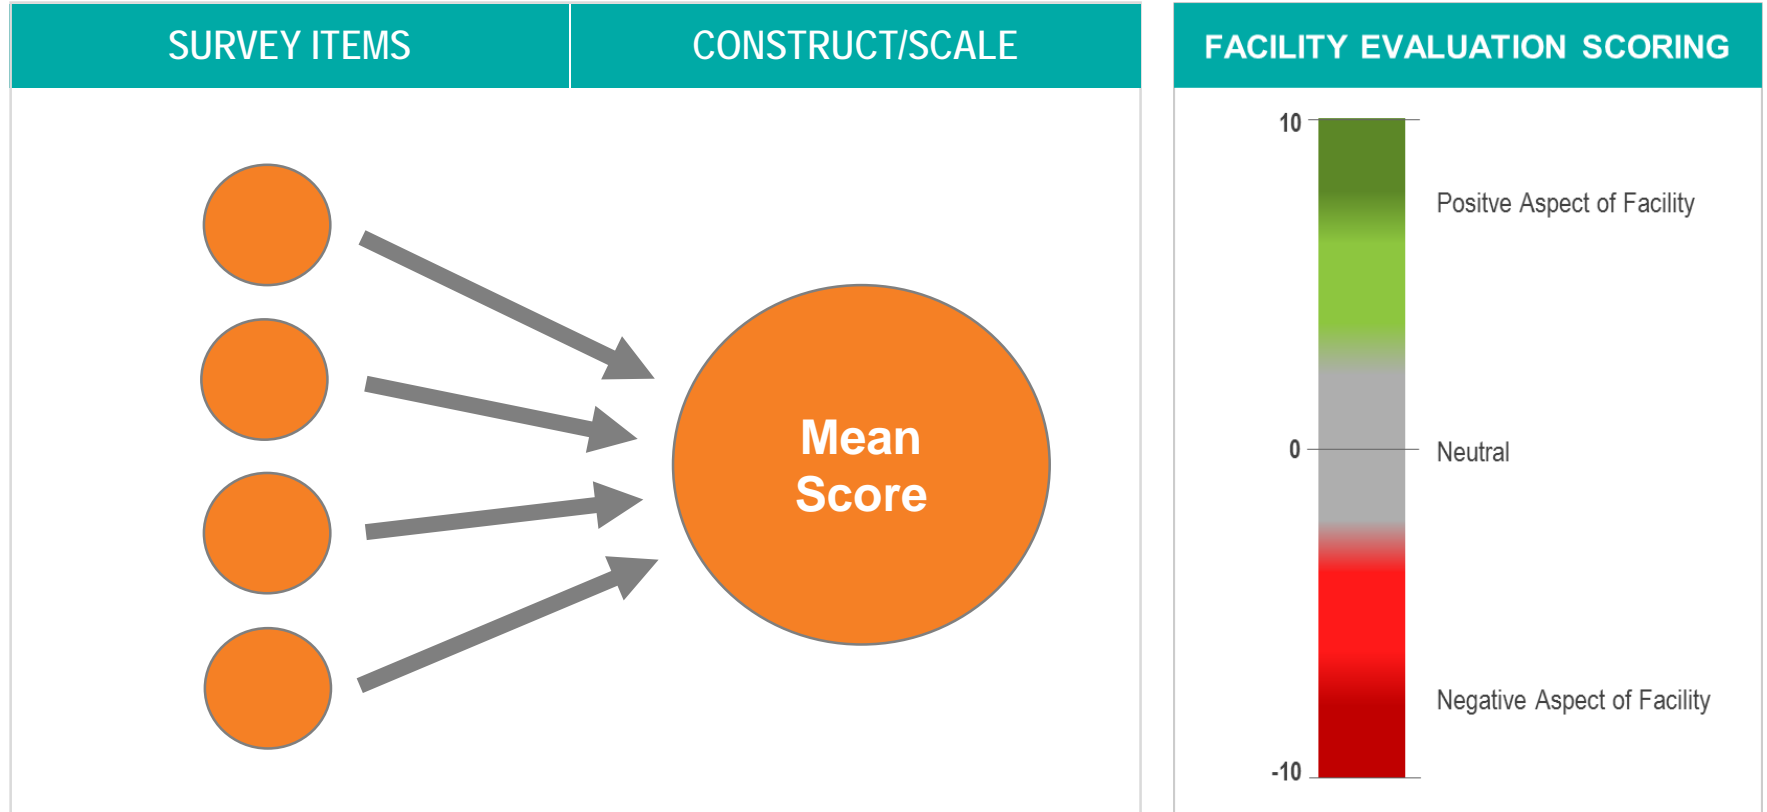 SURVEY ITEMS
CONSTRUCT/SCALE
Mean
Score
FACILITY EVALUATION SCORING
10
Positve Aspect of Facility
0
Neutral
Negative Aspect of Facility
-10